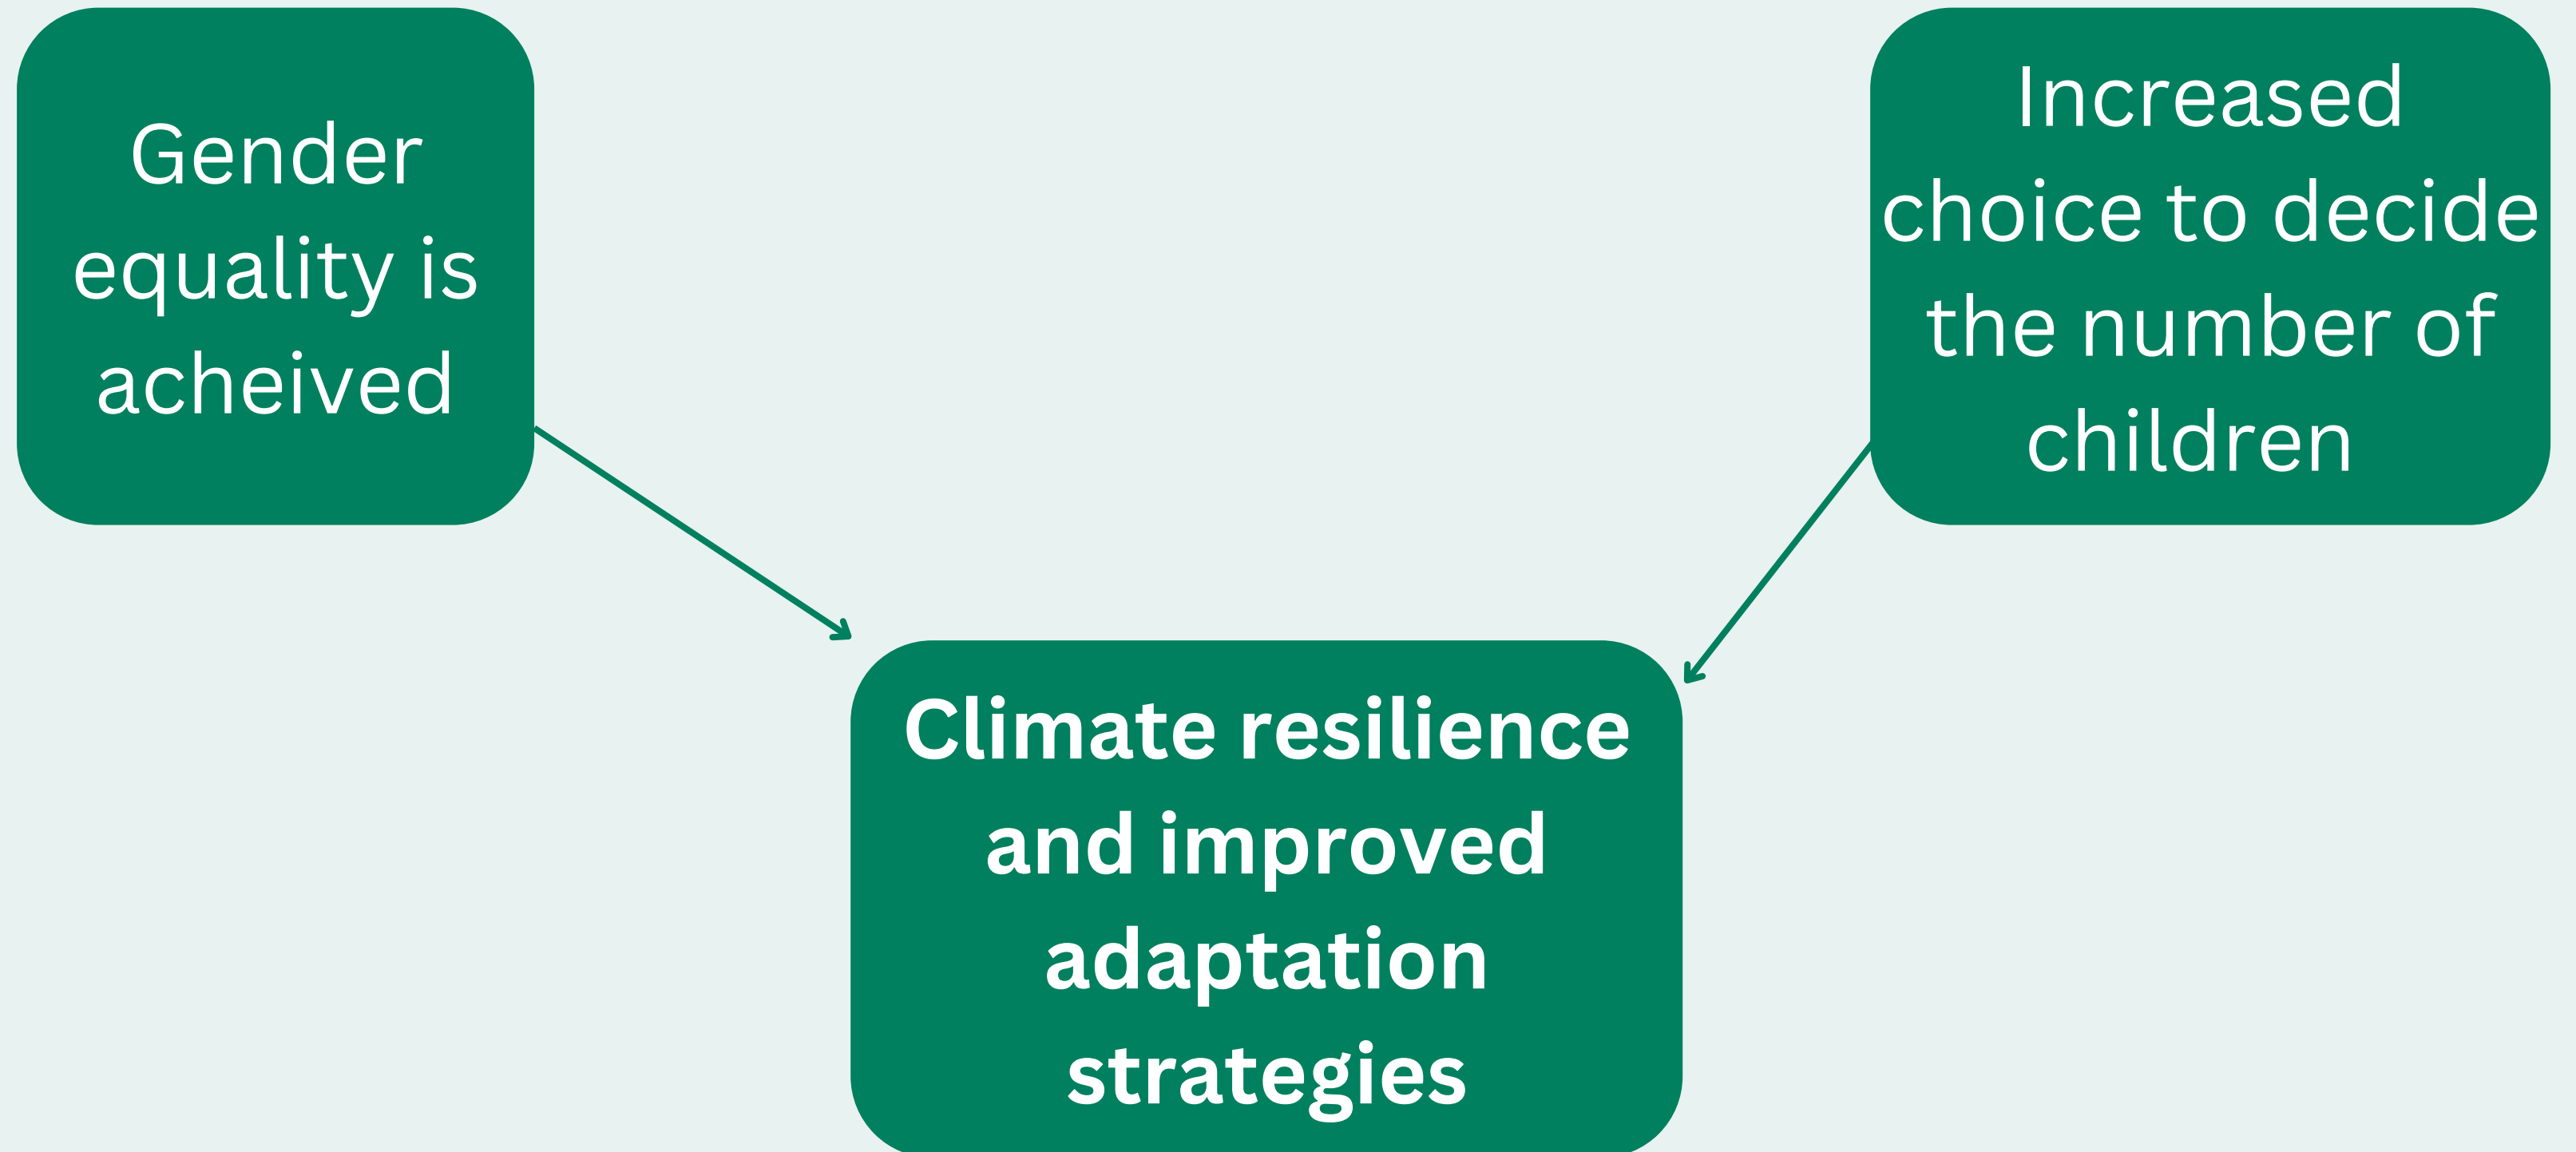 Gender
equality is
acheived
Increased
choice to decide
the number of
children
Climate resilience
and improved
adaptation
strategies